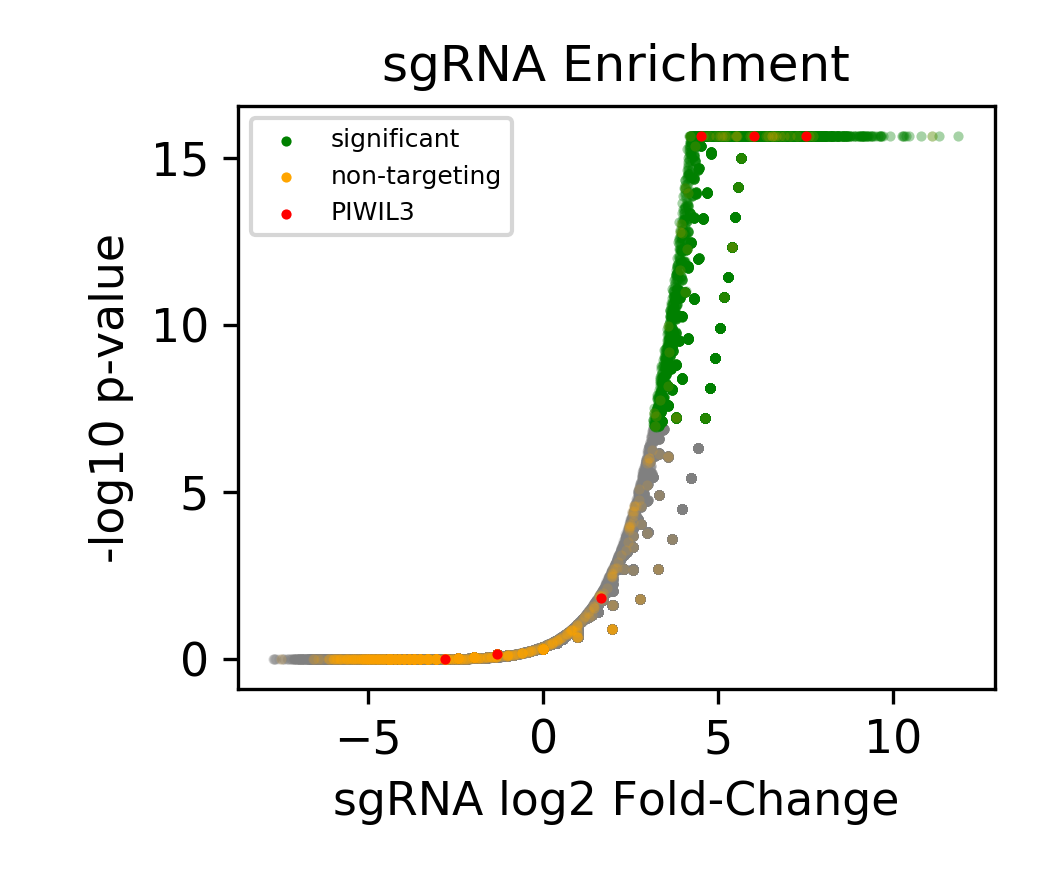 sgRNA Enrichment
significant
non-targeting
PIWIL3
15
10
5
0
-log10 p-value
−5 0 5 10
sgRNA log2 Fold-Change